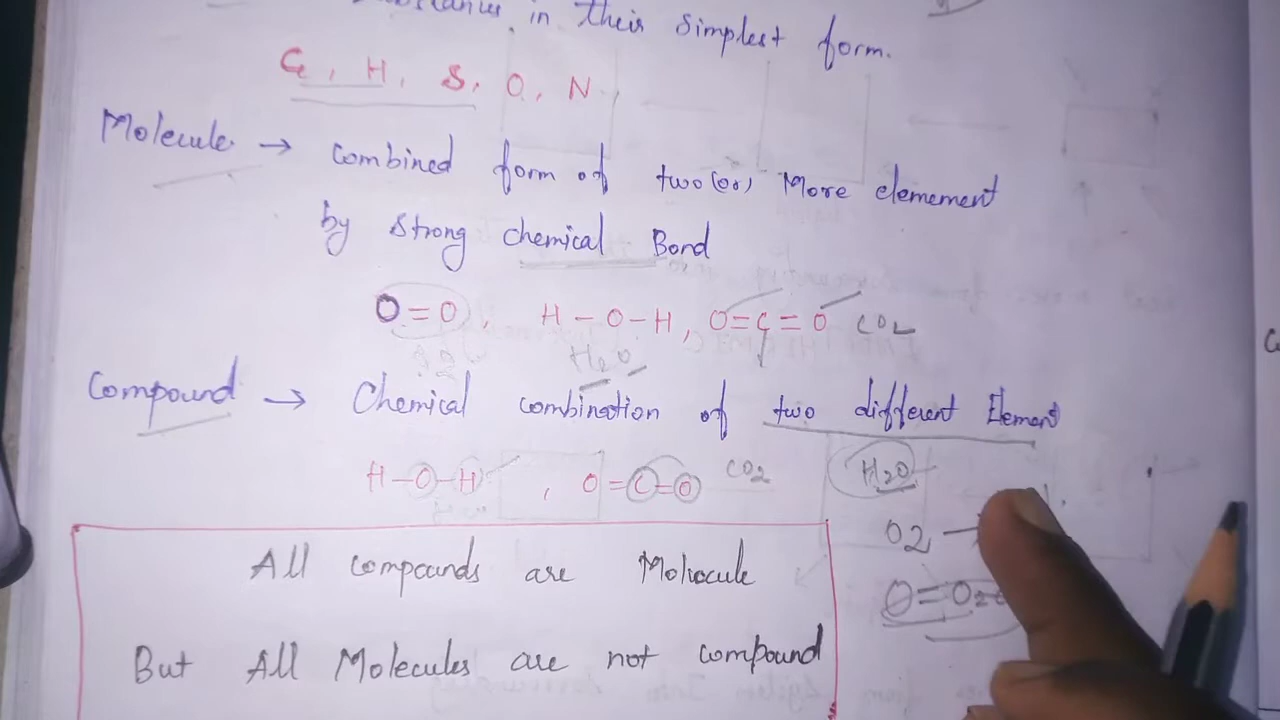 in their simplest form.
C, H, S, O, N,
Molecule → combined form of two (or) More elemement
by strong chemical Bond
O = O, H - O - H, O = C = O CO2
H2O
Compound → Chemical combination of two different Element
H - O - H, O = C = O CO2 H2O
O2
O = O
All compounds are Molecule
But All Molecules are not compound